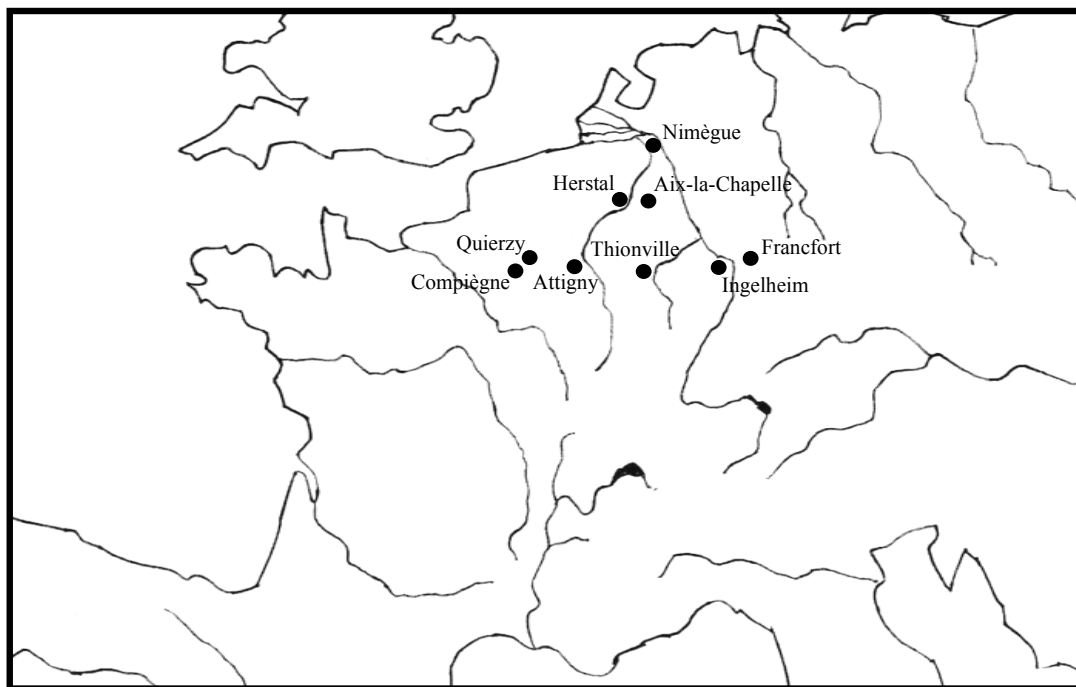 Nimègue
Herstal
Aix-la-Chapelle
Quierzy
Thionville
Francfort
Compiègne
Attigny
Ingelheim